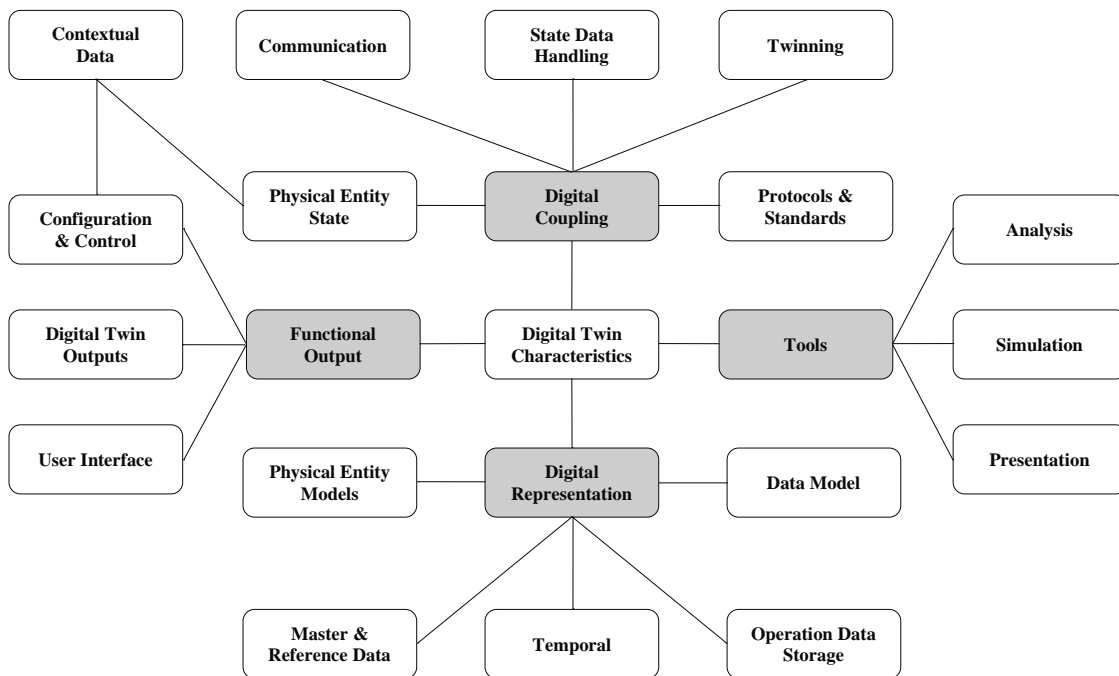 Contextual
Data
Communication
State Data
Handling
Twinning
Physical Entity
State
Digital
Coupling
Protocols &
Standards
Configuration
& Control
Analysis
Digital Twin
Outputs
Functional
Output
Digital Twin
Characteristics
Tools
Simulation
User Interface
Physical Entity
Models
Digital
Representation
Data Model
Presentation
Master &
Reference Data
Temporal
Operation Data
Storage